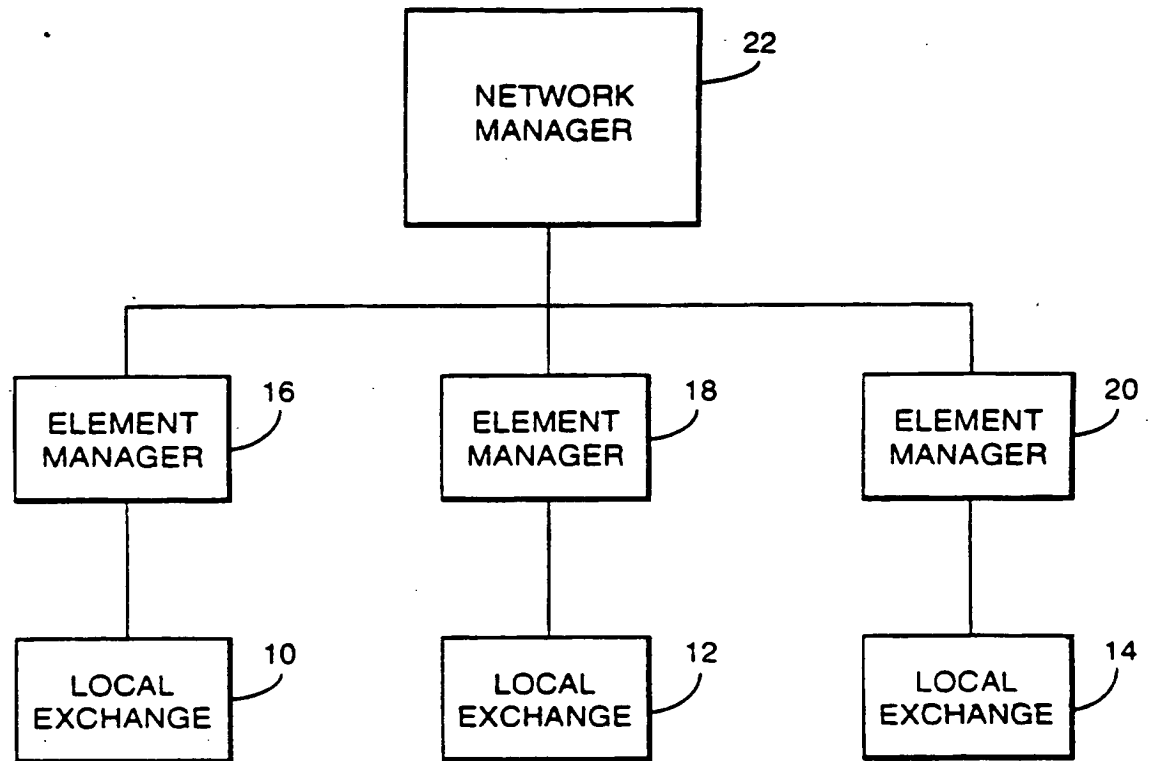 22
NETWORK
MANAGER
16
ELEMENT
MANAGER
18
ELEMENT
MANAGER
20
ELEMENT
MANAGER
10
LOCAL
EXCHANGE
12
LOCAL
EXCHANGE
14
LOCAL
EXCHANGE